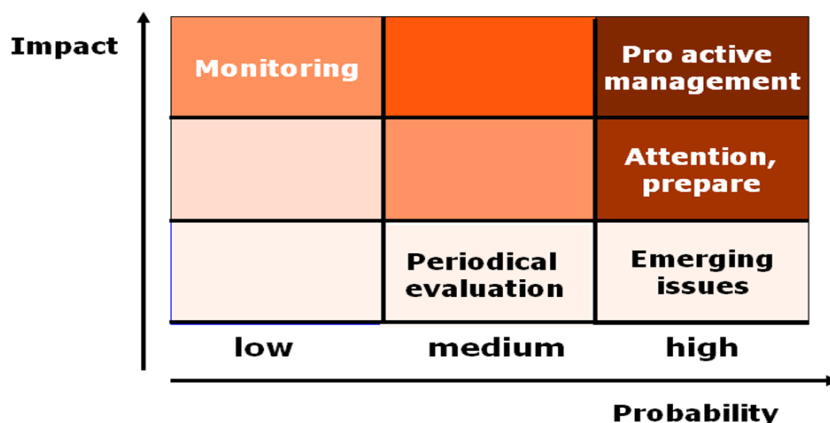 Impact
Monitoring
Pro active
management
Attention,
prepare
Periodical
evaluation
Emerging
issues
low
medium
high
Probability